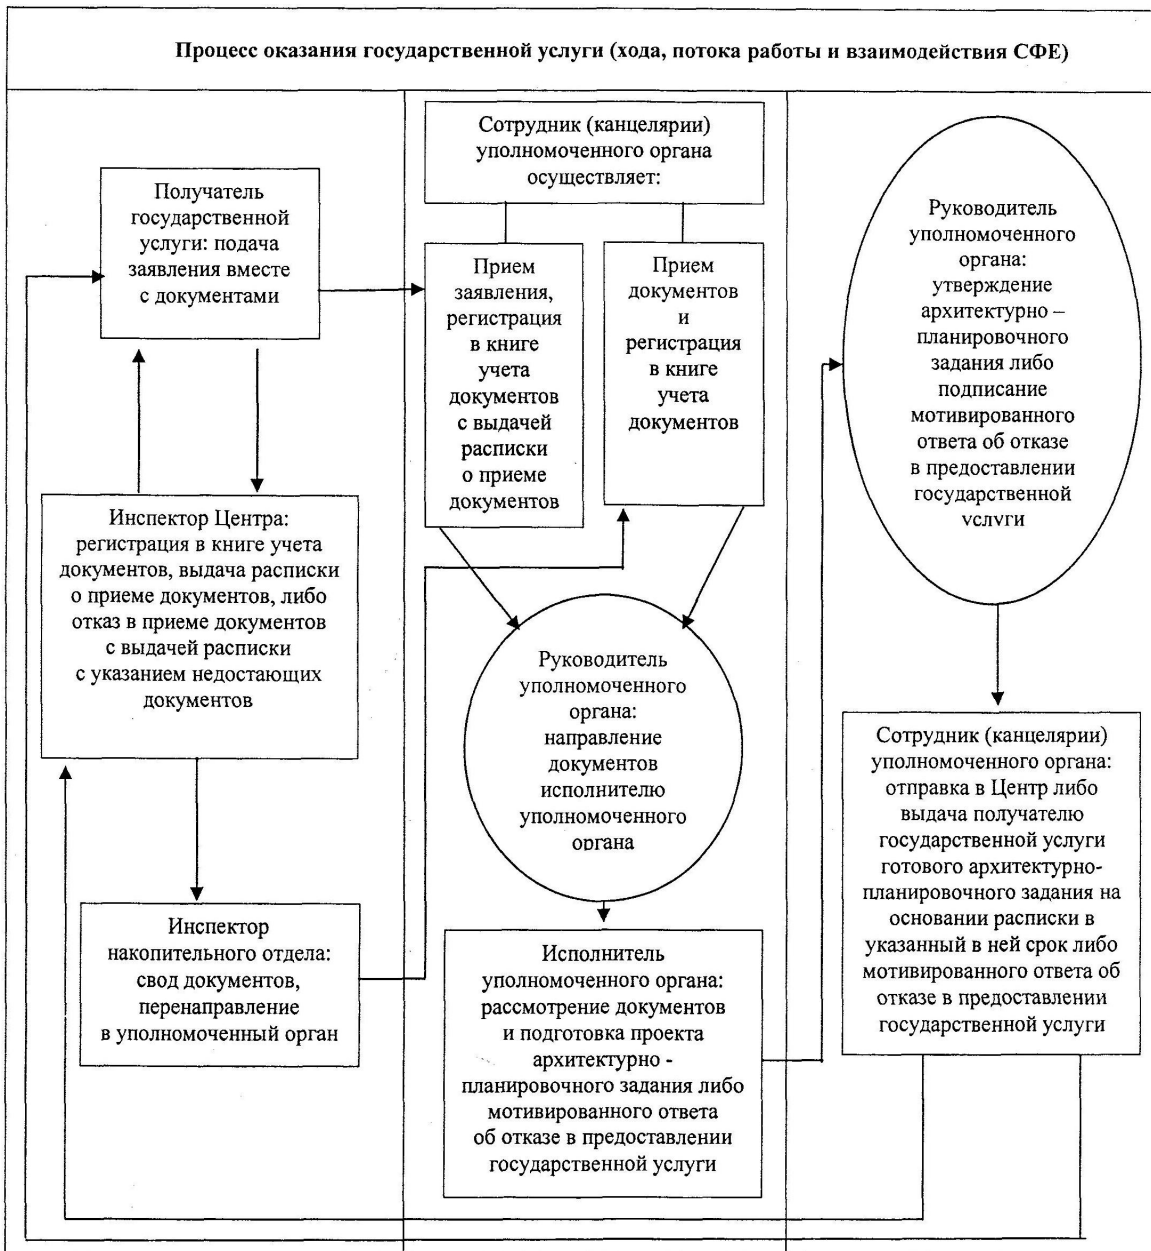 Процесс оказания государственной услуги (хода, потока работы и взаимодействия СФЕ)
Получатель
государственной
услуги: подача
заявления вместе
с документами
Инспектор Центра:
регистрация в книге учета
документов, выдача расписки
о приеме документов, либо
отказ в приеме документов
с выдачей расписки
с указанием недостающих
документов
Инспектор
накопительного отдела:
свод документов,
перенаправление
в уполномоченный орган
Сотрудник (канцелярии)
уполномоченного органа
осуществляет:
Прием
заявления,
регистрация
в книге
учета
документов
с выдачей
расписки
о приеме
документов
Прием
документов
и
регистрация
в книге
учета
документов
Руководитель
уполномоченного
органа:
направление
документов
исполнителю
уполномоченного
органа
Исполнитель
уполномоченного органа:
рассмотрение документов
и подготовка проекта
архитектурно -
планировочного задания либо
мотивированного ответа
об отказе в предоставлении
государственной услуги
Руководитель
уполномоченного
органа:
утверждение
архитектурно –
планировочного
задания либо
подписание
мотивированного
ответа об отказе
в предоставлении
государственной
услуги
Сотрудник (канцелярии)
уполномоченного органа:
отправка в Центр либо
выдача получателю
государственной услуги
готового архитектурно-
планировочного задания на
основании расписки в
указанный в ней срок либо
мотивированного ответа об
отказе в предоставлении
государственной услуги